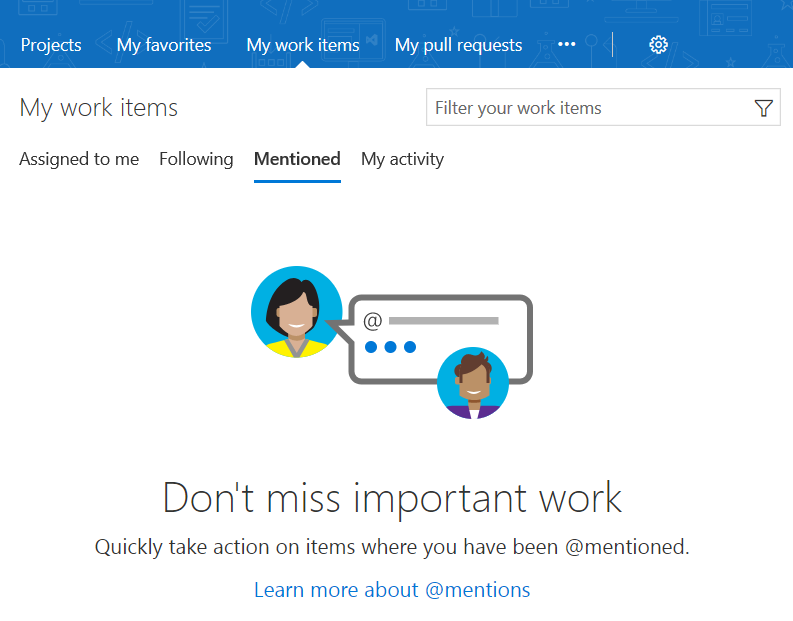 Projects My favorites My work items My pull requests •••
My work items
Filter your work items
Assigned to me Following Mentioned My activity
@
Don't miss important work
Quickly take action on items where you have been @mentioned.
Learn more about @mentions